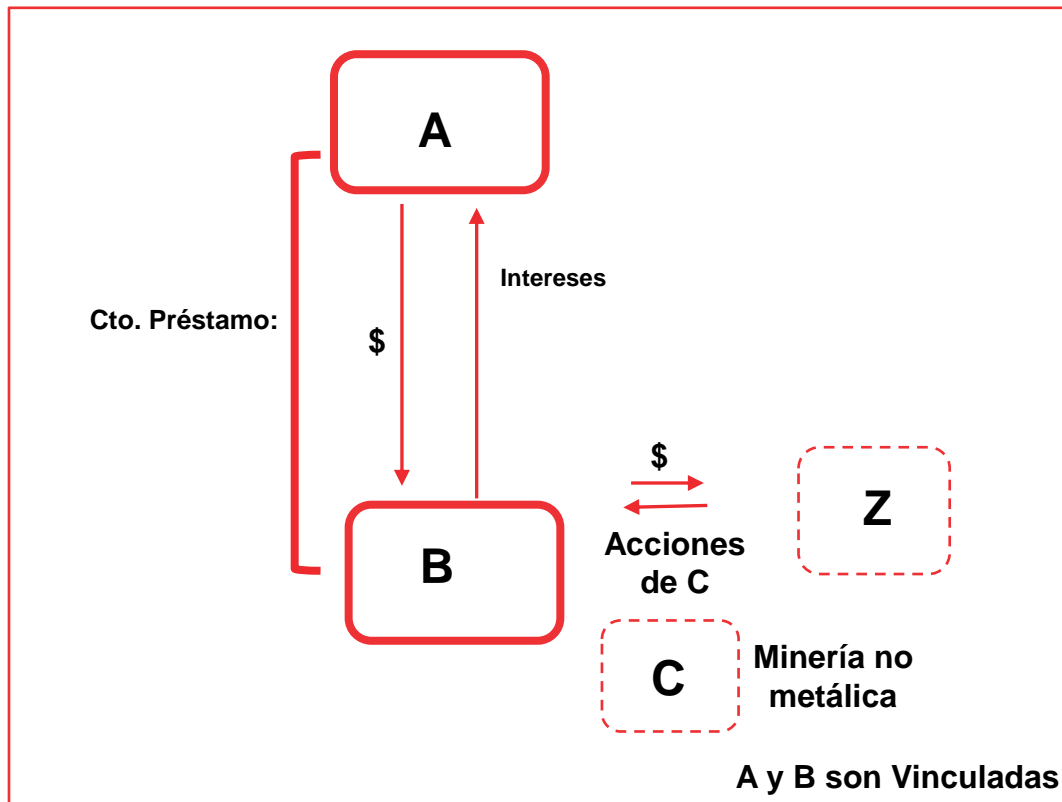 A
Intereses
Cto. Préstamo:
$
$
Z
Acciones
de C
B
C
Minería no
metálica
A y B son Vinculadas